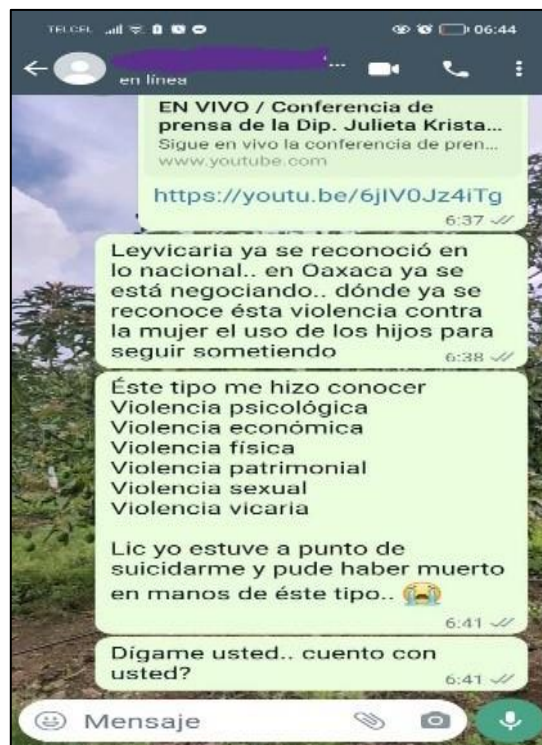 TELCEL 06:44
en línea
EN VIVO / Conferencia de
prensa de la Dip. Julieta Krista...
Sigue en vivo la conferencia de pren...
www.youtube.com
https://youtu.be/6jIV0Jz4iTg
6:37
Leyvicaria ya se reconoció en
lo nacional.. en Oaxaca ya se
está negociando.. dónde ya se
reconoce ésta violencia contra
la mujer el uso de los hijos para
seguir sometiendo
6:38
Éste tipo me hizo conocer
Violencia psicológica
Violencia económica
Violencia física
Violencia patrimonial
Violencia sexual
Violencia vicaria
Lic yo estuve a punto de
suicidarme y pude haber muerto
en manos de éste tipo.. 😭
6:41
Dígame usted.. cuento con
usted?
6:41
Mensaje